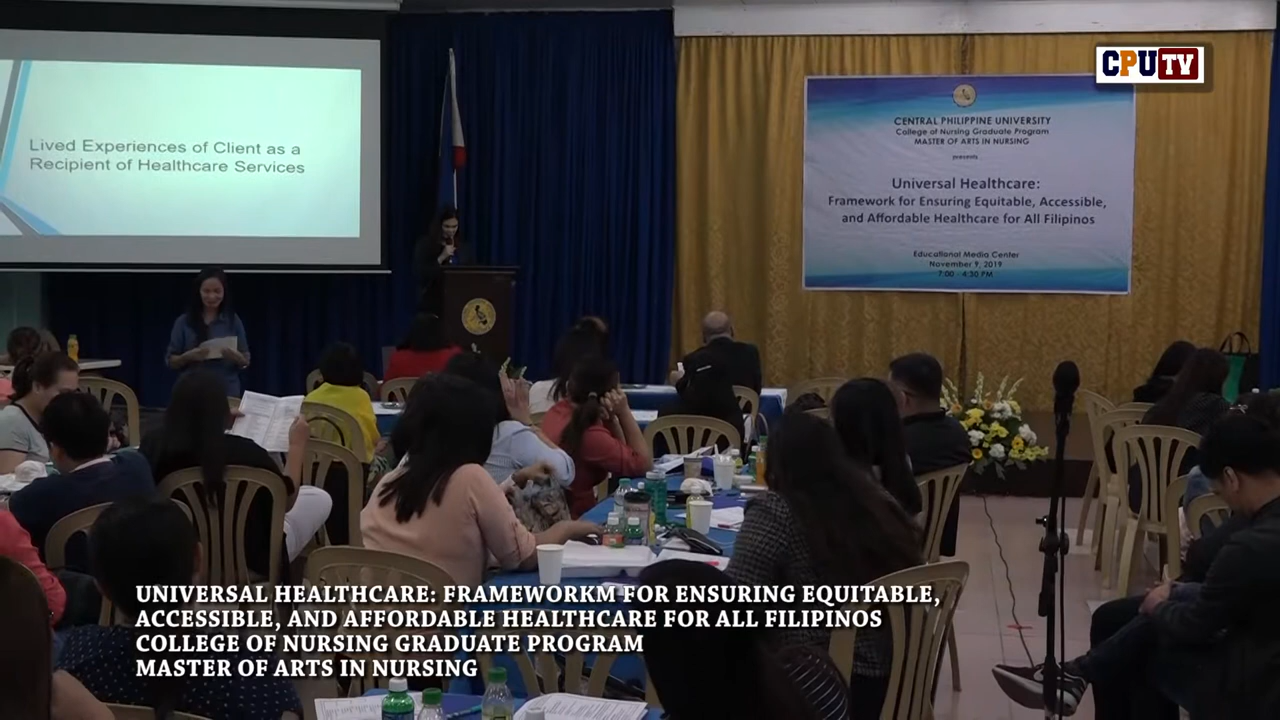 CPUTV
Lived Experiences of Client as a
Recipient of Healthcare Services
CENTRAL PHILIPPINE UNIVERSITY
College of Nursing Graduate Program
MASTER OF ARTS IN NURSING
presents
Universal Healthcare:
Framework for Ensuring Equitable, Accessible,
and Affordable Healthcare for All Filipinos
Educational Media Center
November 9, 2019
7:00 - 4:30 PM
UNIVERSAL HEALTHCARE: FRAMEWORKM FOR ENSURING EQUITABLE,
ACCESSIBLE, AND AFFORDABLE HEALTHCARE FOR ALL FILIPINOS
COLLEGE OF NURSING GRADUATE PROGRAM
MASTER OF ARTS IN NURSING